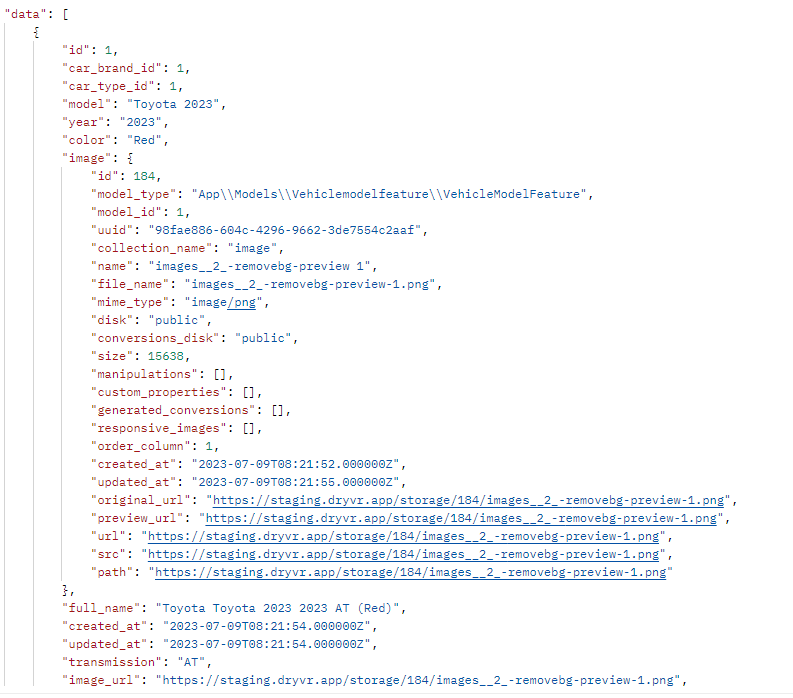 "data": [
{
"id": 1,
"car_brand_id": 1,
"car_type_id": 1,
"model": "Toyota 2023",
"year": "2023",
"color": "Red",
"image": {
"id": 184,
"model_type": "App\\Models\\Vehiclemodelfeature\\VehicleModelFeature",
"model_id": 1,
"uuid": "98fae886-604c-4296-9662-3de7554c2aaf",
"collection_name": "image",
"name": "images__2_-removebg-preview 1",
"file_name": "images__2_-removebg-preview-1.png",
"mime_type": "image/png",
"disk": "public",
"conversions_disk": "public",
"size": 15638,
"manipulations": [],
"custom_properties": [],
"generated_conversions": [],
"responsive_images": [],
"order_column": 1,
"created_at": "2023-07-09T08:21:52.000000Z",
"updated_at": "2023-07-09T08:21:55.000000Z",
"original_url": "https://staging.dryvr.app/storage/184/images__2_-removebg-preview-1.png",
"preview_url": "https://staging.dryvr.app/storage/184/images__2_-removebg-preview-1.png",
"url": "https://staging.dryvr.app/storage/184/images__2_-removebg-preview-1.png",
"src": "https://staging.dryvr.app/storage/184/images__2_-removebg-preview-1.png",
"path": "https://staging.dryvr.app/storage/184/images__2_-removebg-preview-1.png"
},
"full_name": "Toyota Toyota 2023 2023 AT (Red)",
"created_at": "2023-07-09T08:21:54.000000Z",
"updated_at": "2023-07-09T08:21:54.000000Z",
"transmission": "AT",
"image_url": "https://staging.dryvr.app/storage/184/images__2_-removebg-preview-1.png",